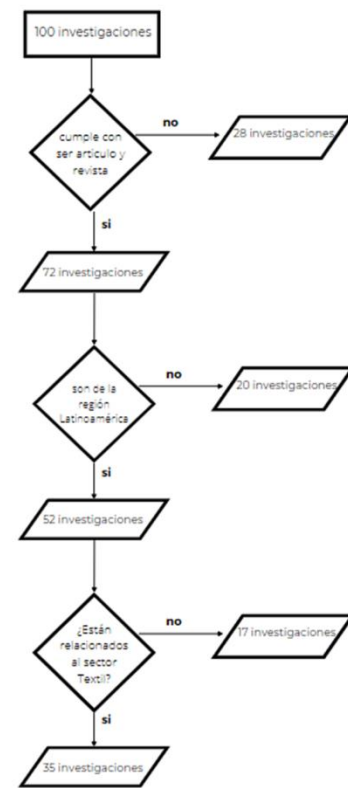 100 investigaciones
no
cumple con
ser artículo y
revista
28 investigaciones
si
72 investigaciones
no
son de la
región
Latinoamérica
20 investigaciones
si
52 investigaciones
no
¿Están
relacionados
al sector
Textil?
17 investigaciones
si
35 investigaciones